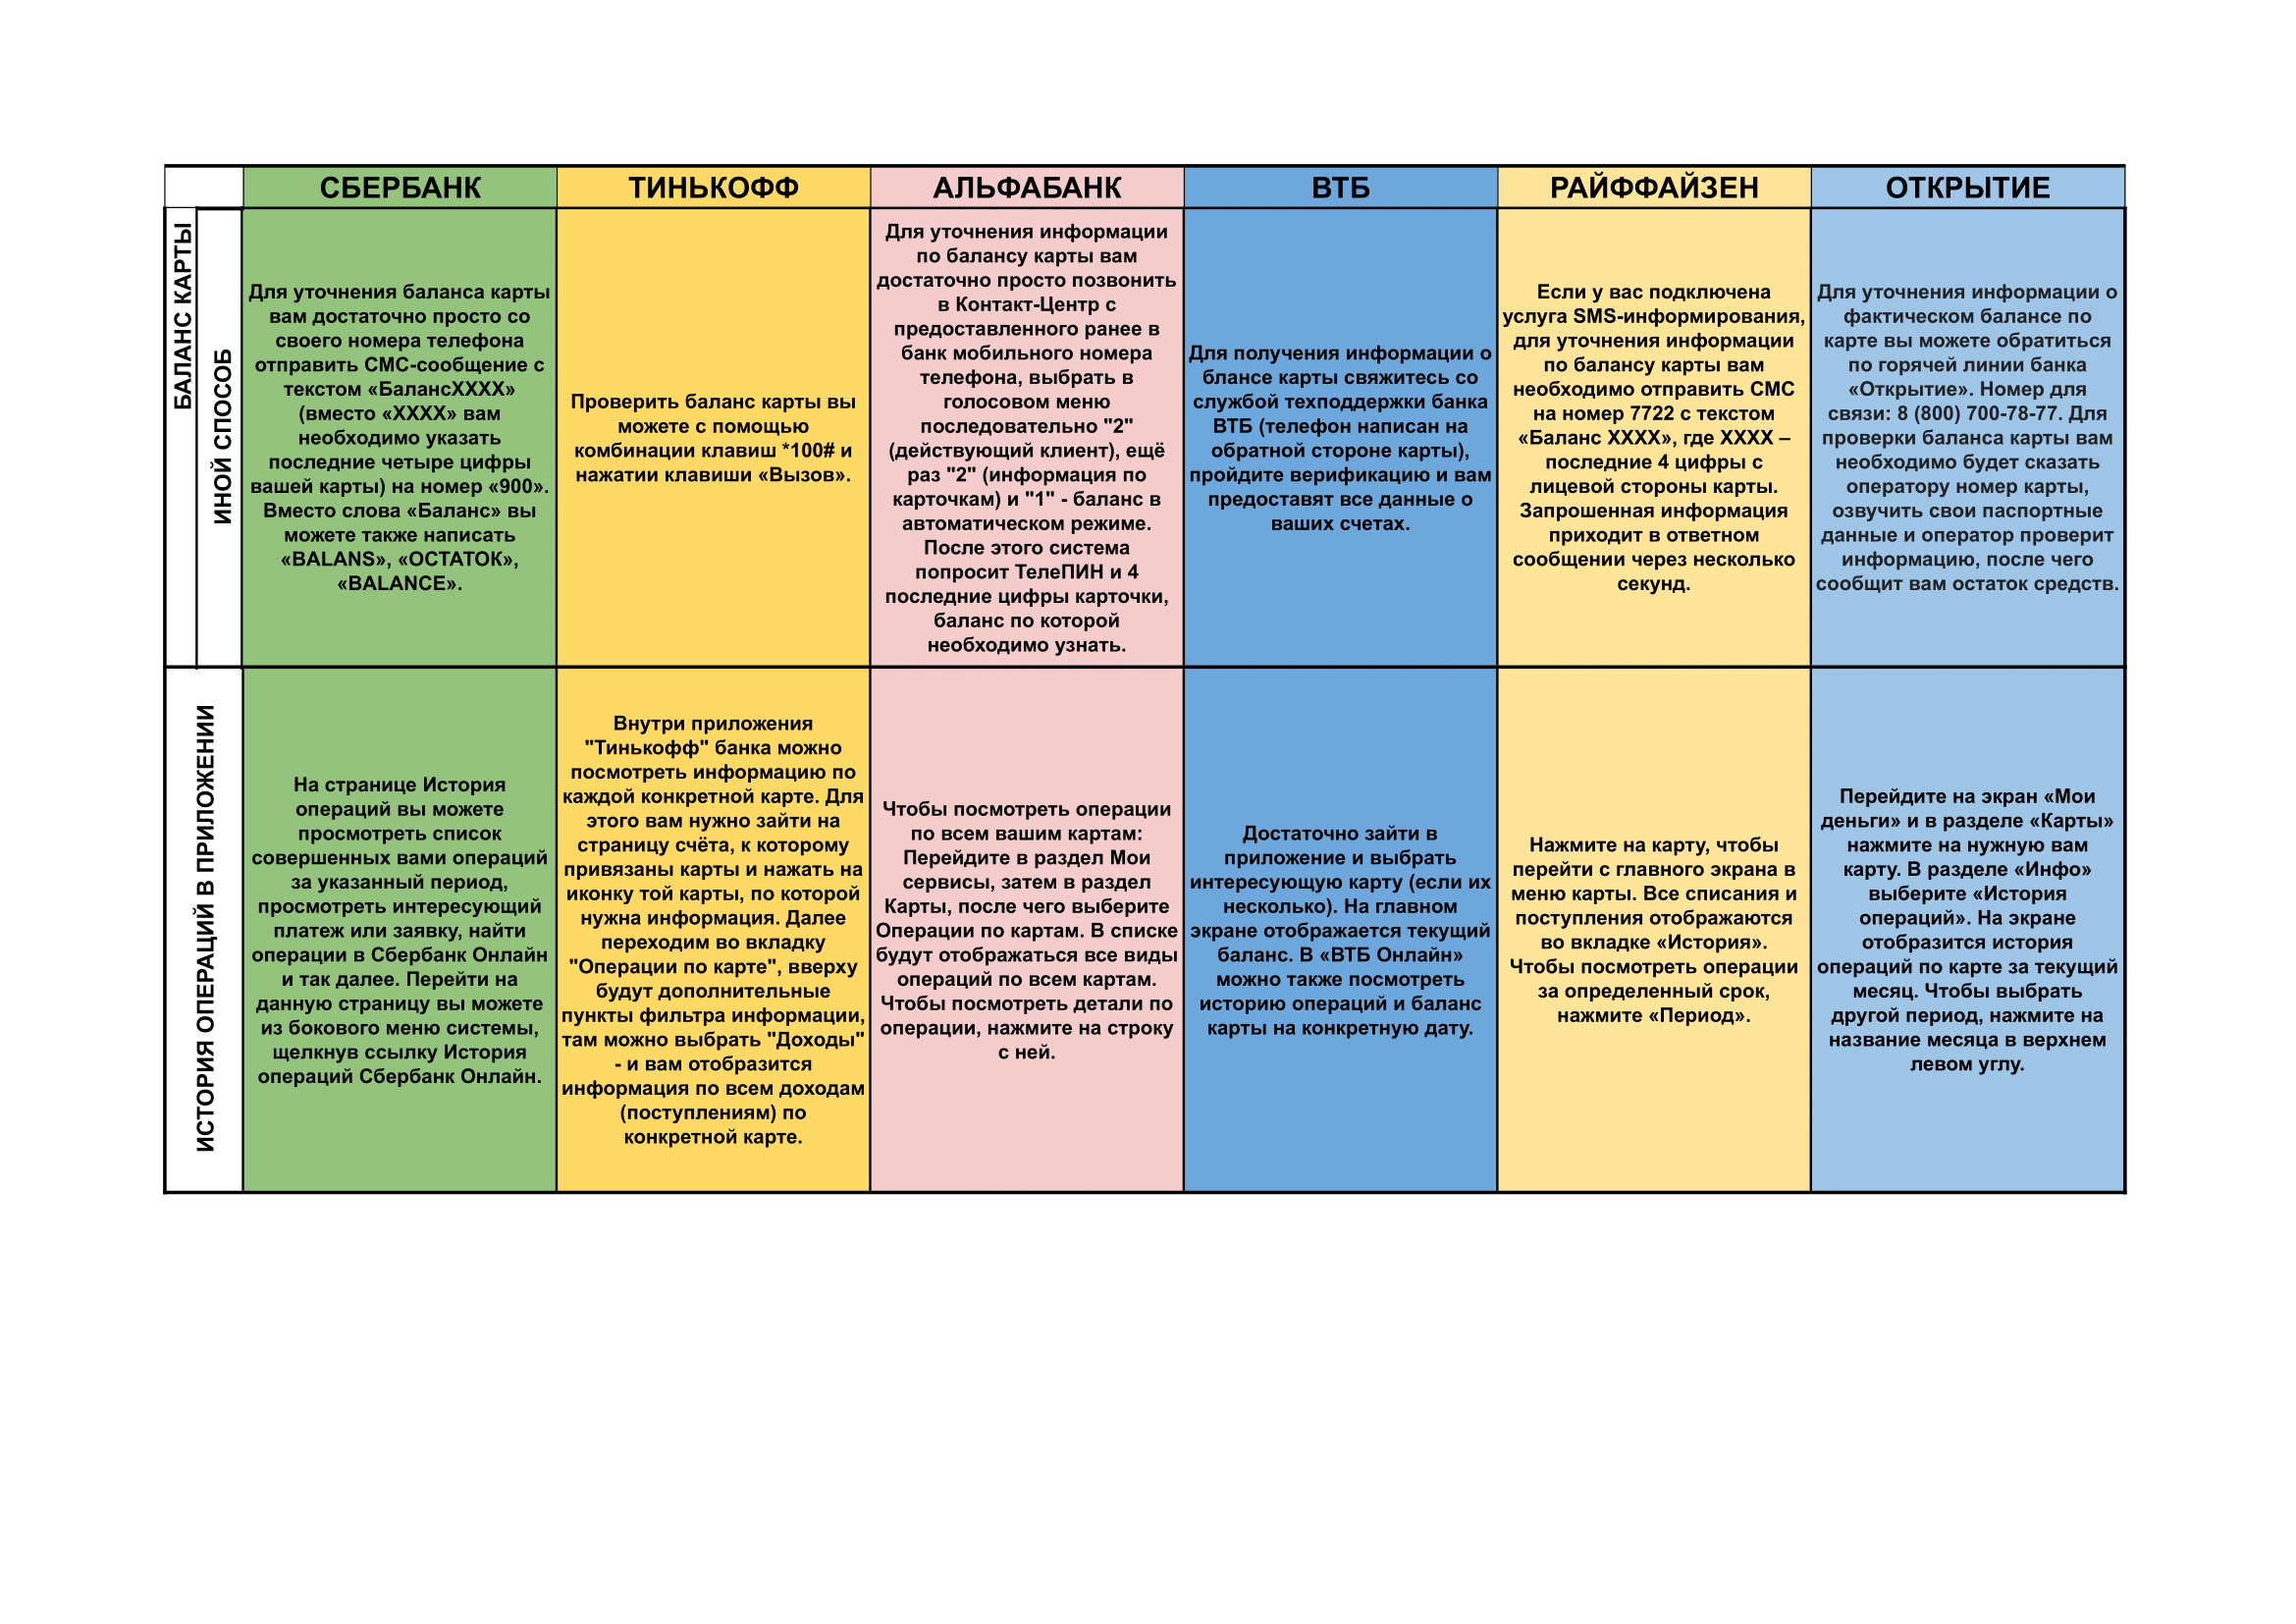 СБЕРБАНК
ТИНЬКОФФ
АЛЬФАБАНК
ВТБ
РАЙФФАЙЗЕН
ОТКРЫТИЕ
БАЛАНС КАРТЫ
ИНОЙ СПОСОБ
Для уточнения баланса карты
вам достаточно просто со
своего номера телефона
отправить СМС-сообщение с
текстом «БалансXXXX»
(вместо «XXXX» вам
необходимо указать
последние четыре цифры
вашей карты) на номер «900».
Вместо слова «Баланс» вы
можете также написать
«BALANS», «ОСТАТОК»,
«BALANCE».
Проверить баланс карты вы
можете с помощью
комбинации клавиш *100# и
нажатии клавиши «Вызов».
Для уточнения информации
по балансу карты вам
достаточно просто позвонить
в Контакт-Центр с
предоставленного ранее в
банк мобильного номера
телефона, выбрать в
голосовом меню
последовательно "2"
(действующий клиент), ещё
раз "2" (информация по
карточкам) и "1" - баланс в
автоматическом режиме.
После этого система
попросит ТелеПИН и 4
последние цифры карточки,
баланс по которой
необходимо узнать.
Для получения информации о
блансе карты свяжитесь со
службой техподдержки банка
ВТБ (телефон написан на
обратной стороне карты),
пройдите верификацию и вам
предоставят все данные о
ваших счетах.
Если у вас подключена
услуга SMS-информирования,
для уточнения информации
по балансу карты вам
необходимо отправить СМС
на номер 7722 с текстом
«Баланс XXXX», где XXXX –
последние 4 цифры с
лицевой стороны карты.
Запрошенная информация
приходит в ответном
сообщении через несколько
секунд.
Для уточнения информации о
фактическом балансе по
карте вы можете обратиться
по горячей линии банка
«Открытие». Номер для
связи: 8 (800) 700-78-77. Для
проверки баланса карты вам
необходимо будет сказать
оператору номер карты,
озвучить свои паспортные
данные и оператор проверит
информацию, после чего
сообщит вам остаток средств.
ИСТОРИЯ ОПЕРАЦИЙ В ПРИЛОЖЕНИИ
На странице История
операций вы можете
просмотреть список
совершенных вами операций
за указанный период,
просмотреть интересующий
платеж или заявку, найти
операции в Сбербанк Онлайн
и так далее. Перейти на
данную страницу вы можете
из бокового меню системы,
щелкнув ссылку История
операций Сбербанк Онлайн.
Внутри приложения
"Тинькофф" банка можно
посмотреть информацию по
каждой конкретной карте. Для
этого вам нужно зайти на
страницу счёта, к которому
привязаны карты и нажать на
иконку той карты, по которой
нужна информация. Далее
переходим во вкладку
"Операции по карте", вверху
будут дополнительные
пункты фильтра информации,
там можно выбрать "Доходы"
- и вам отобразится
информация по всем доходам
(поступлениям) по
конкретной карте.
Чтобы посмотреть операции
по всем вашим картам:
Перейдите в раздел Мои
сервисы, затем в раздел
Карты, после чего выберите
Операции по картам. В списке
будут отображаться все виды
операций по всем картам.
Чтобы посмотреть детали по
операции, нажмите на строку
с ней.
Достаточно зайти в
приложение и выбрать
интересующую карту (если их
несколько). На главном
экране отображается текущий
баланс. В «ВТБ Онлайн»
можно также посмотреть
историю операций и баланс
карты на конкретную дату.
Нажмите на карту, чтобы
перейти с главного экрана в
меню карты. Все списания и
поступления отображаются
во вкладке «История».
Чтобы посмотреть операции
за определенный срок,
нажмите «Период».
Перейдите на экран «Мои
деньги» и в разделе «Карты»
нажмите на нужную вам
карту. В разделе «Инфо»
выберите «История
операций». На экране
отобразится история
операций по карте за текущий
месяц. Чтобы выбрать
другой период, нажмите на
название месяца в верхнем
левом углу.